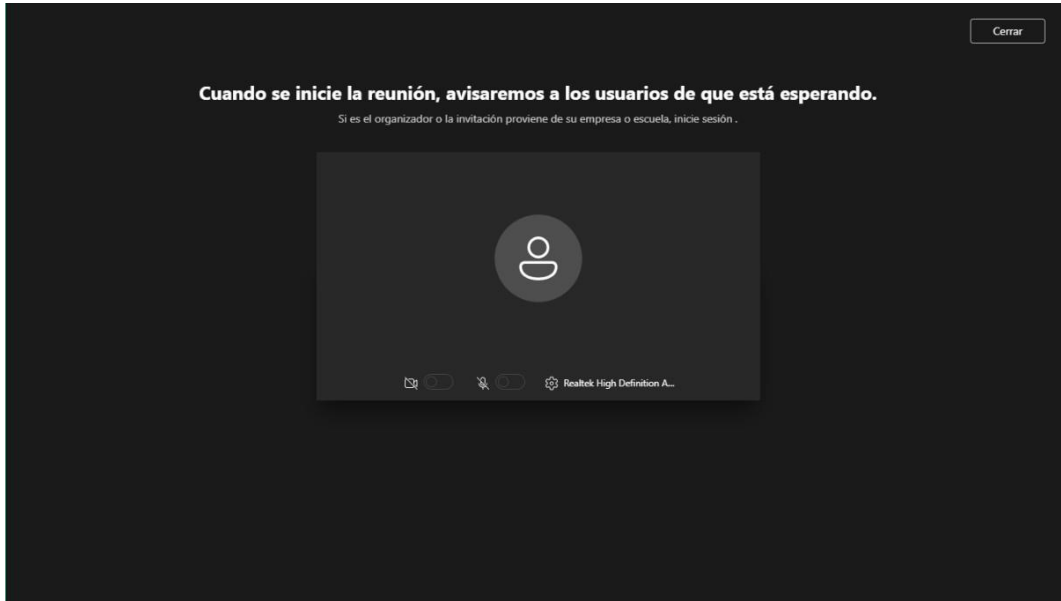 Cerrar
Cuando se inicie la reunión, avisaremos a los usuarios de que está esperando.
Si es el organizador o la invitación proviene de su empresa o escuela, inicie sesión .
Realtek High Definition A...